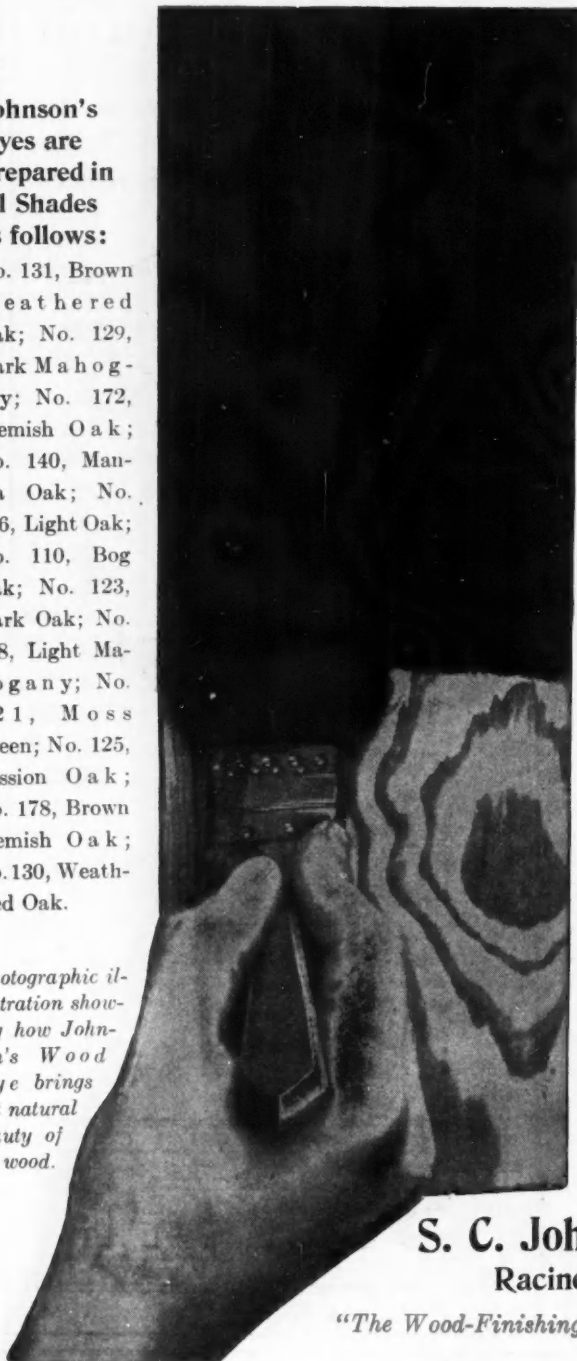 ohnson's
yes are
repared in
l Shades
s follows:
o. 131, Brown
eathered
ak; No. 129,
ark Mahog-
y; No. 172,
emish Oak;
o. 140, Man-
a Oak; No.
6, Light Oak;
o. 110, Bog
ak; No. 123,
ark Oak; No.
8, Light Ma-
ogany; No.
21, Moss
een; No. 125,
ssion Oak;
o. 178, Brown
emish Oak;
o. 130, Weath-
ed Oak.
otographic il-
tration show-
g how John-
n's Wood
ye brings
t natural
uty of
wood.
S. C. Joh
Racine
"The Wood-Finishing